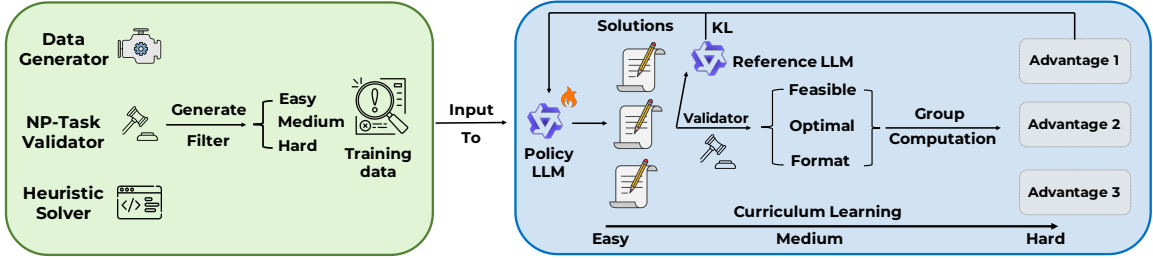 Data
Generator
NP-Task
Validator
Heuristic
Solver
Generate
Filter
Easy
Medium
Hard
Training
data
Input
To
Solutions
KL
Reference LLM
Policy
LLM
Validator
Feasible
Optimal
Format
Group
Computation
Advantage 1
Advantage 2
Advantage 3
Curriculum Learning
Easy
Medium
Hard